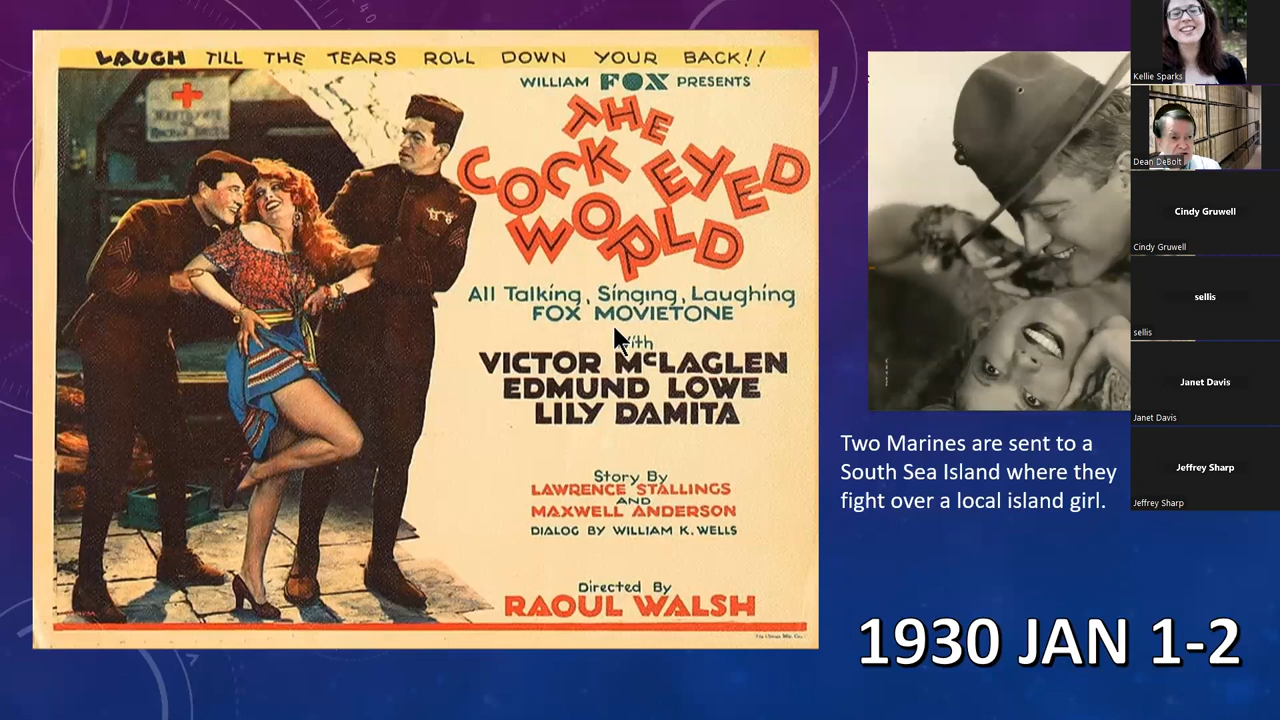 LAUGH TILL THE TEARS ROLL DOWN YOUR BACK!!
WILLIAM FOX PRESENTS
THE
COCK EYED
WORLD
All Talking, Singing, Laughing
FOX MOVIETONE
with
VICTOR McLAGLEN
EDMUND LOWE
LILY DAMITA
Story By
LAWRENCE STALLINGS
AND
MAXWELL ANDERSON
DIALOG BY WILLIAM K. WELLS
Directed By
RAOUL WALSH
Two Marines are sent to a
South Sea Island where they
fight over a local island girl.
1930 JAN 1-2
Kellie Sparks
Dean DeBolt
Cindy Gruwell
Cindy Gruwell
sellis
sellis
Janet Davis
Janet Davis
Jeffrey Sharp
Jeffrey Sharp